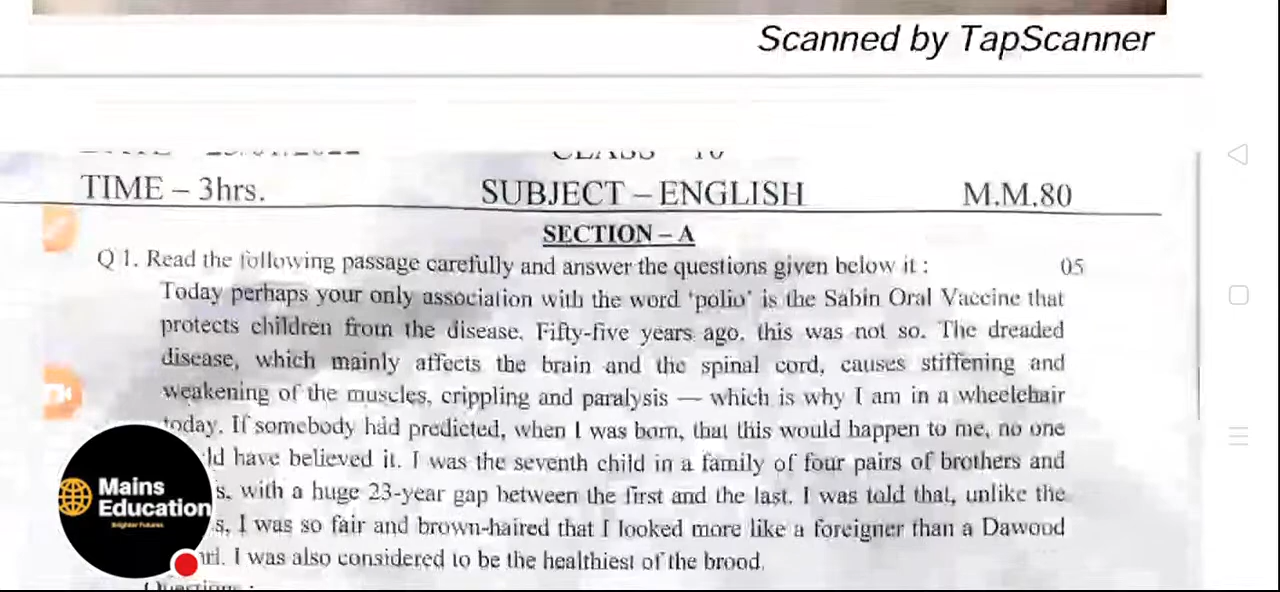 Scanned by TapScanner
CLASS 10
TIME – 3hrs.
SUBJECT – ENGLISH
M.M.80
SECTION – A
Q 1. Read the following passage carefully and answer the questions given below it : 05
Today perhaps your only association with the word 'polio' is the Sabin Oral Vaccine that
protects children from the disease. Fifty-five years ago, this was not so. The dreaded
disease, which mainly affects the brain and the spinal cord, causes stiffening and
weakening of the muscles, crippling and paralysis — which is why I am in a wheelchair
today. If somebody had predicted, when I was born, that this would happen to me, no one
have believed it. I was the seventh child in a family of four pairs of brothers and
with a huge 23-year gap between the first and the last. I was told that, unlike the
I was so fair and brown-haired that I looked more like a foreigner than a Dawood
I was also considered to be the healthiest of the brood.
Mains
Education
Brighter Futures